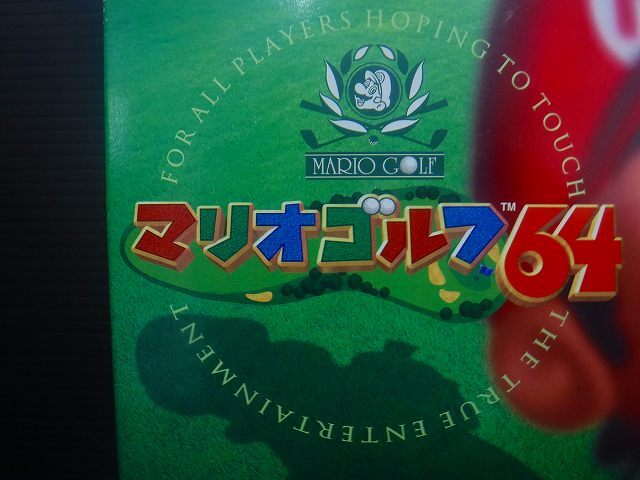 FOR ALL PLAYERS HOPING TO TOUCH THE TRUE ENTERTAINMENT
MARIO GOLF
マリオゴルフ™64